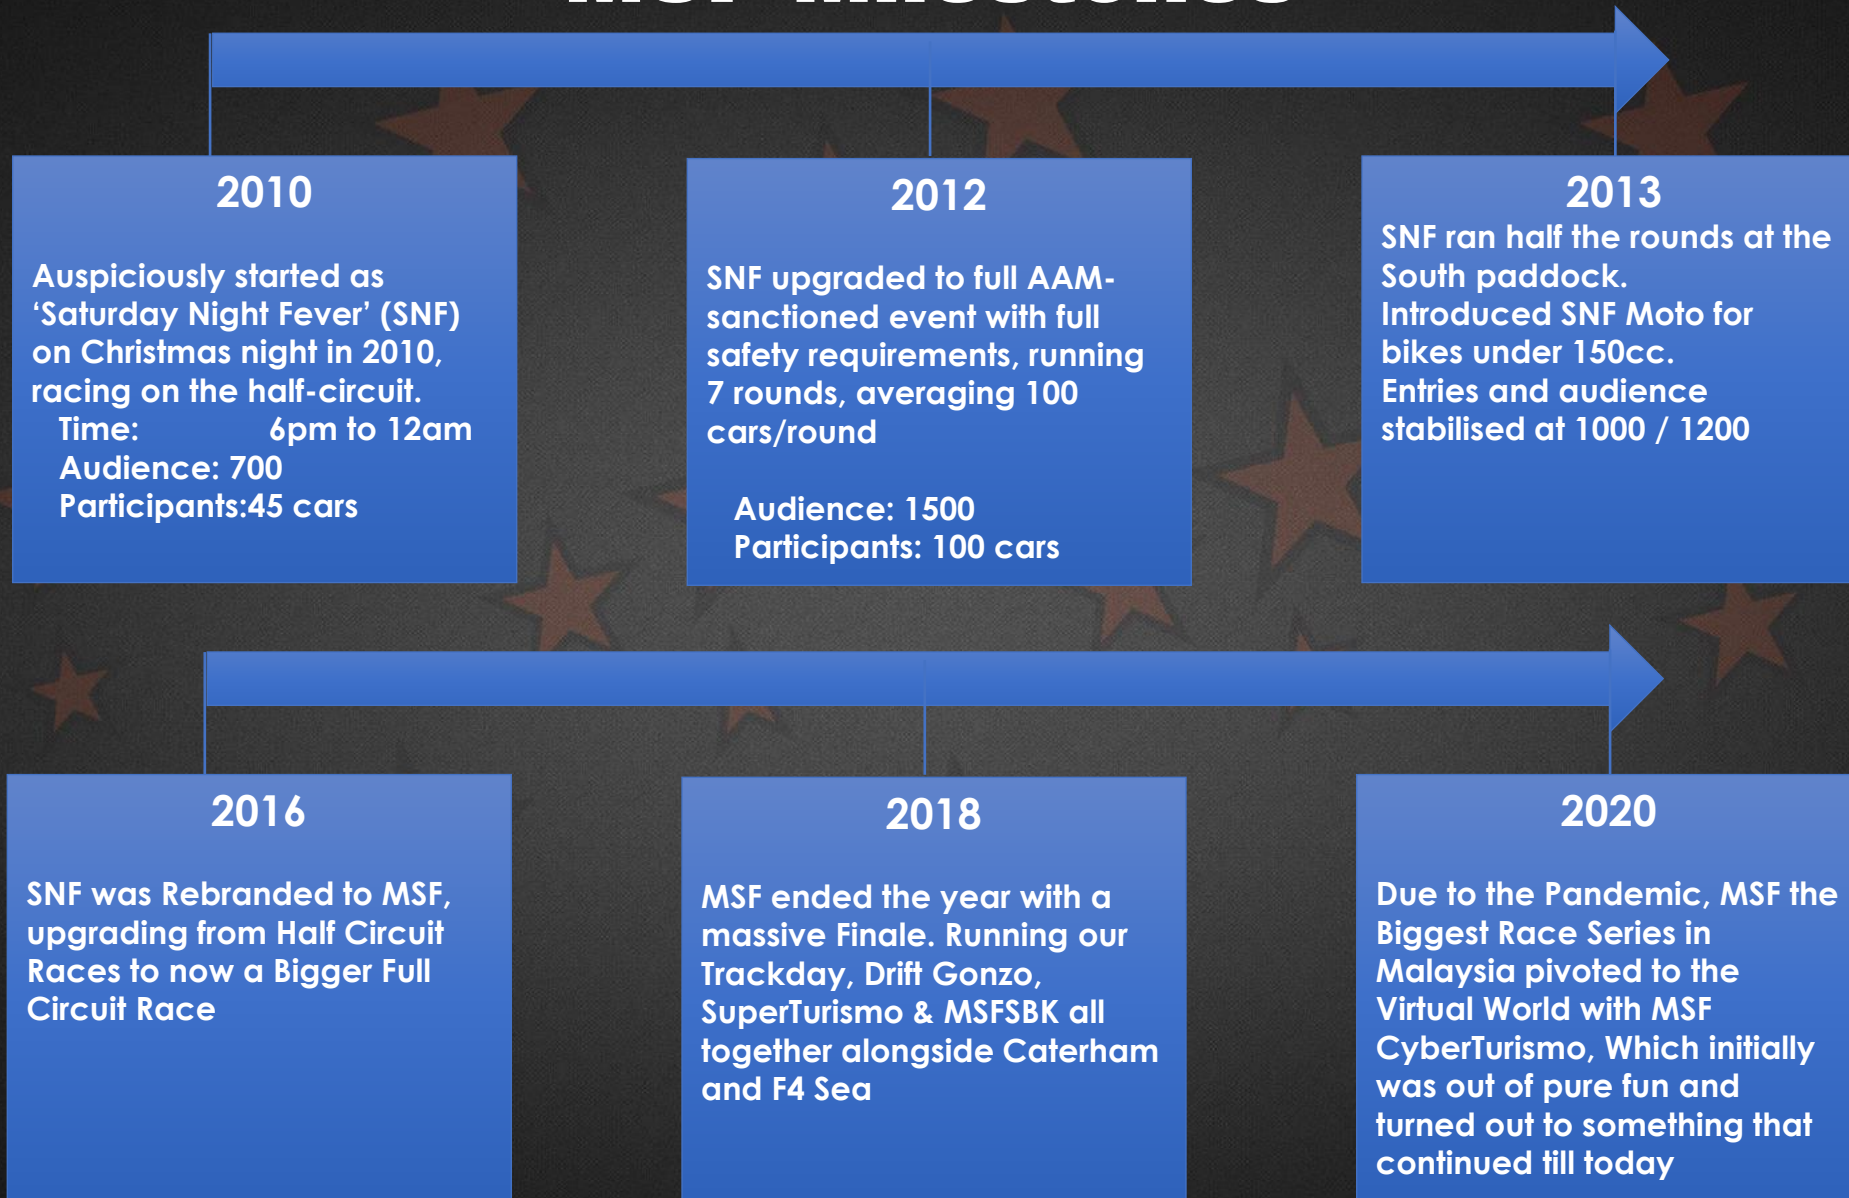 MSF Milestones
2010
Auspiciously started as
‘Saturday Night Fever’ (SNF)
on Christmas night in 2010,
racing on the half-circuit.
Time: 6pm to 12am
Audience: 700
Participants:45 cars
2012
SNF upgraded to full AAM-
sanctioned event with full
safety requirements, running
7 rounds, averaging 100
cars/round
Audience: 1500
Participants: 100 cars
2013
SNF ran half the rounds at the
South paddock.
Introduced SNF Moto for
bikes under 150cc.
Entries and audience
stabilised at 1000 / 1200
2016
SNF was Rebranded to MSF,
upgrading from Half Circuit
Races to now a Bigger Full
Circuit Race
2018
MSF ended the year with a
massive Finale. Running our
Trackday, Drift Gonzo,
SuperTurismo & MSFSBK all
together alongside Caterham
and F4 Sea
2020
Due to the Pandemic, MSF the
Biggest Race Series in
Malaysia pivoted to the
Virtual World with MSF
CyberTurismo, Which initially
was out of pure fun and
turned out to something that
continued till today